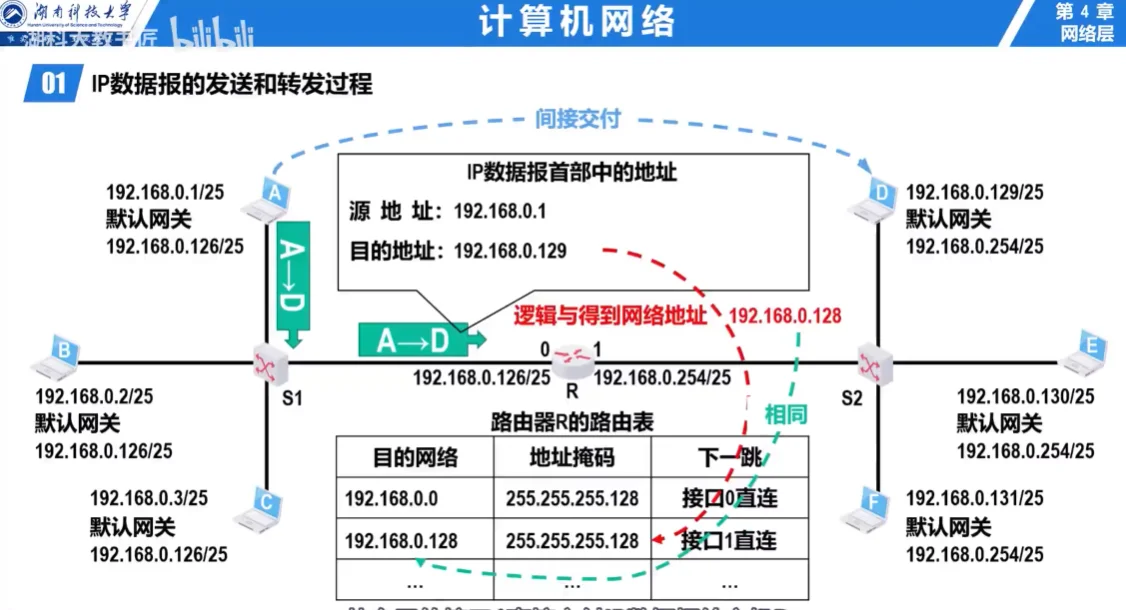 湖南科技大学
Hunan University of Science and Technology
计算机网络
第 4 章
网络层
湖科大教书匠
bilibili
01
IP数据报的发送和转发过程
间接交付
IP数据报首部中的地址
源 地 址：192.168.0.1
目的地址：192.168.0.129
A
192.168.0.1/25
默认网关
192.168.0.126/25
D
192.168.0.129/25
默认网关
192.168.0.254/25
A→D
A→D
逻辑与得到网络地址 192.168.0.128
B
192.168.0.2/25
默认网关
192.168.0.126/25
S1
0
1
192.168.0.126/25
R
192.168.0.254/25
S2
E
192.168.0.130/25
默认网关
192.168.0.254/25
相同
C
192.168.0.3/25
默认网关
192.168.0.126/25
F
192.168.0.131/25
默认网关
192.168.0.254/25
路由器R的路由表
目的网络 地址掩码 下一跳
192.168.0.0 255.255.255.128 接口0直连
192.168.0.128 255.255.255.128 接口1直连
... ... ...